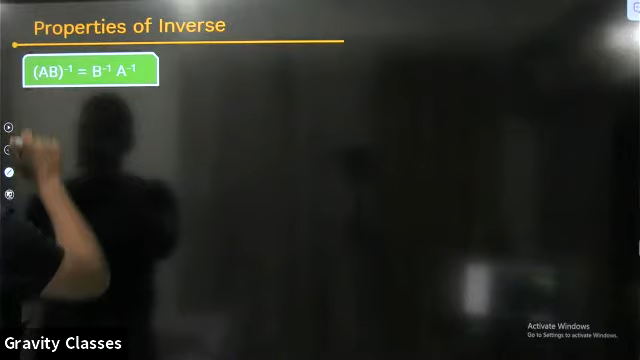 Properties of Inverse
(AB)⁻¹ = B⁻¹ A⁻¹
Activate Windows
Go to Settings to activate Windows.
Gravity Classes